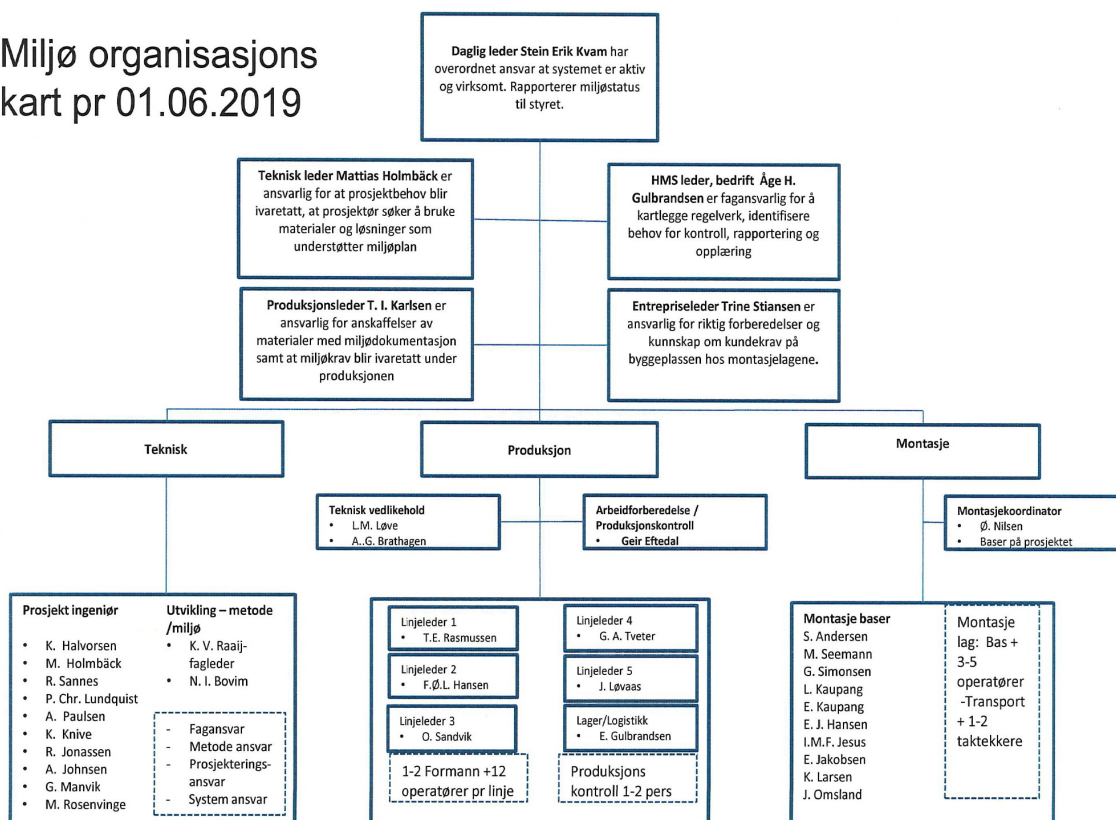 Miljø organisasjons
kart pr 01.06.2019
Daglig leder Stein Erik Kvam har
overordnet ansvar at systemet er aktiv
og virksomt. Rapporterer miljøstatus
til styret.
Teknisk leder Mattias Holmbäck er
ansvarlig for at prosjektbehov blir
ivaretatt, at prosjektør søker å bruke
materialer og løsninger som
understøtter miljøplan
HMS leder, bedrift Åge H.
Gulbrandsen er fagansvarlig for å
kartlegge regelverk, identifisere
behov for kontroll, rapportering og
opplæring
Produksjonsleder T. I. Karlsen er
ansvarlig for anskaffelser av
materialer med miljødokumentasjon
samt at miljøkrav blir ivaretatt under
produksjonen
Entrepriseleder Trine Stiansen er
ansvarlig for riktig forberedelser og
kunnskap om kundekrav på
byggeplassen hos montasjelagene.
Teknisk
Produksjon
Montasje
Teknisk vedlikehold
• L.M. Løve
• A..G. Brathagen
Arbeidforberedelse /
Produksjonskontroll
• Geir Eftedal
Montasjekoordinator
• Ø. Nilsen
• Baser på prosjektet
Prosjekt ingeniør
• K. Halvorsen
• M. Holmbäck
• R. Sannes
• P. Chr. Lundquist
• A. Paulsen
• K. Knive
• R. Jonassen
• A. Johnsen
• G. Manvik
• M. Rosenvinge
Utvikling – metode
/miljø
• K. V. Raaij-
fagleder
• N. I. Bovim
- Fagansvar
- Metode ansvar
- Prosjekterings-
ansvar
- System ansvar
Linjeleder 1
• T.E. Rasmussen
Linjeleder 2
• F.Ø.L. Hansen
Linjeleder 3
• O. Sandvik
1-2 Formann +12
operatører pr linje
Linjeleder 4
• G. A. Tveter
Linjeleder 5
• J. Løvaas
Lager/Logistikk
• E. Gulbrandsen
Produksjons
kontroll 1-2 pers
Montasje baser
S. Andersen
M. Seemann
G. Simonsen
L. Kaupang
E. Kaupang
E. J. Hansen
I.M.F. Jesus
E. Jakobsen
K. Larsen
J. Omsland
Montasje
lag: Bas +
3-5
operatører
-Transport
+ 1-2
taktekkere